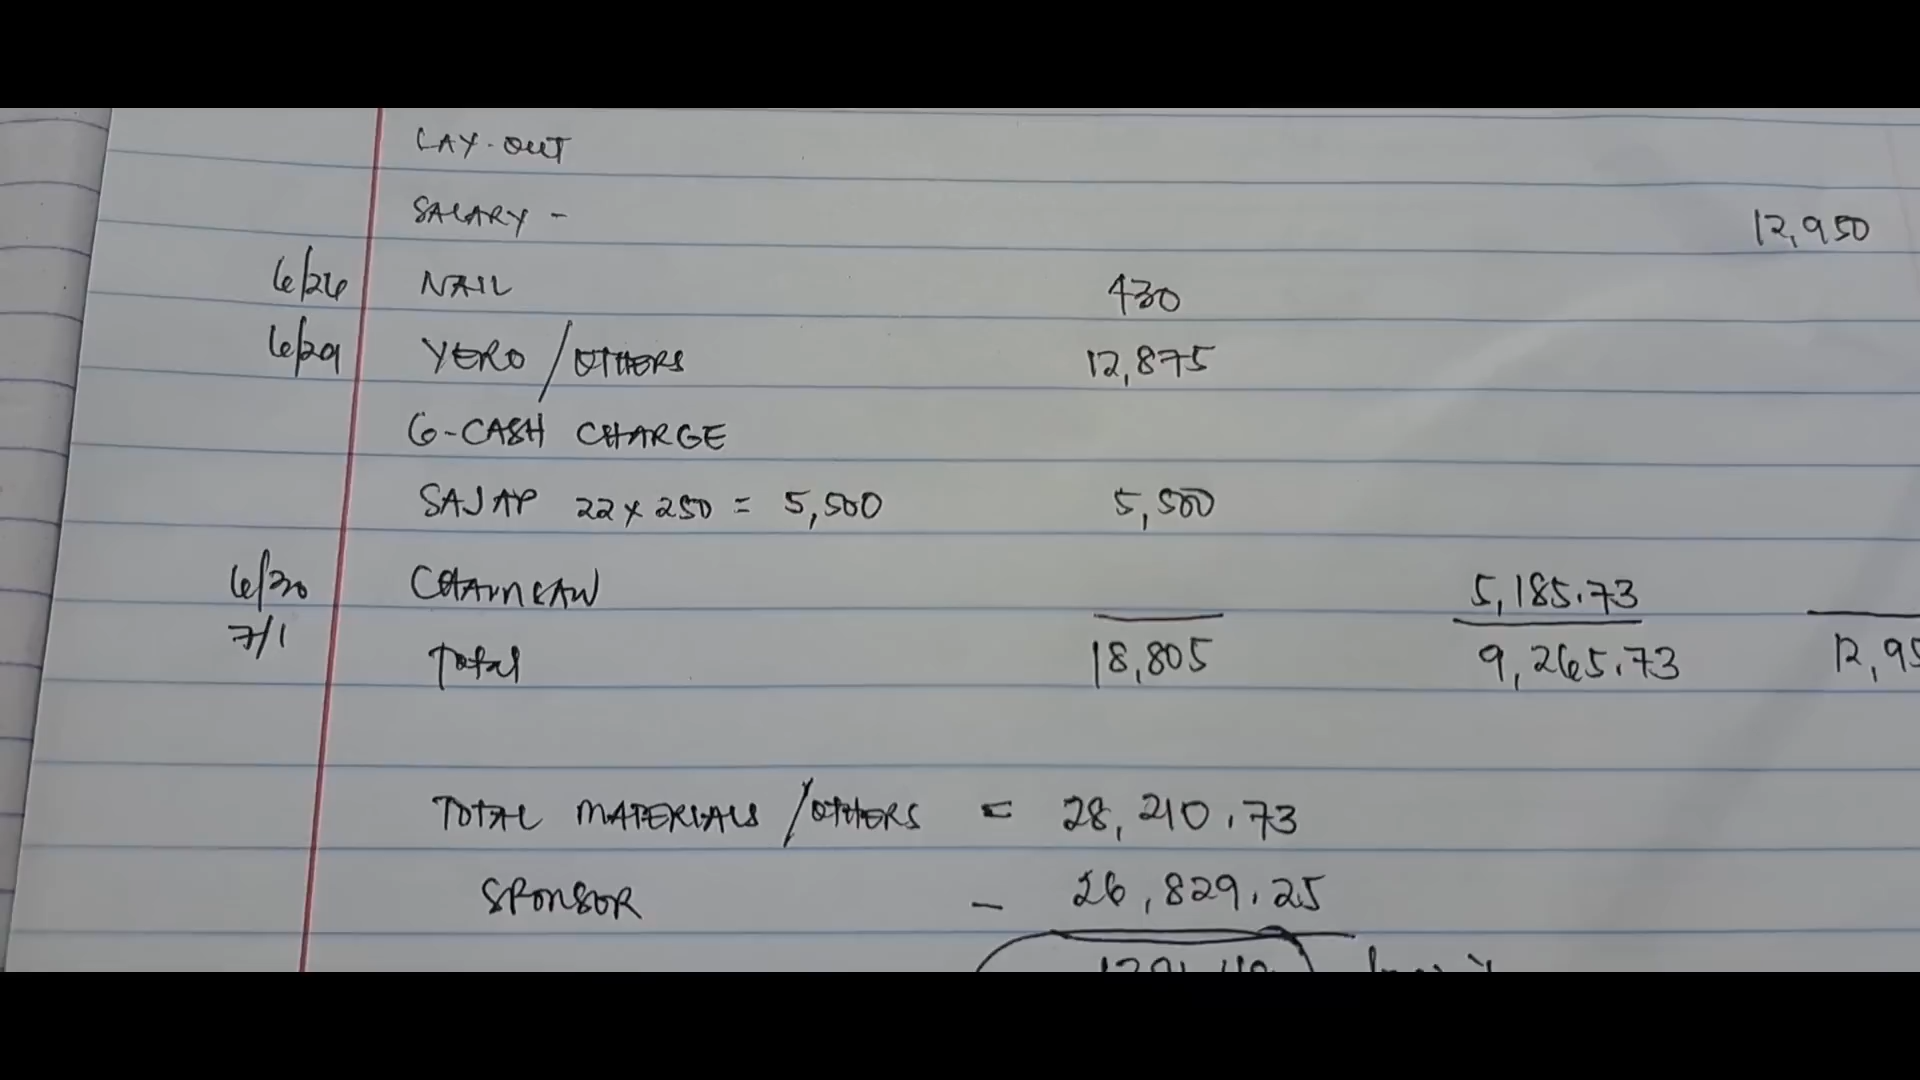 LAY-OUT
SALARY - 12,950
6/26 NAIL 430
6/29 YERO / OTHERS 12,875
G-CASH CHARGE
SAJAP 22 x 250 = 5,500 5,500
6/30 CHAINSAW 5,185.73
7/1 Total 18,805 9,265.73 12,95
TOTAL MATERIALS / OTHERS = 28,210.73
SPONSOR - 26,829.25